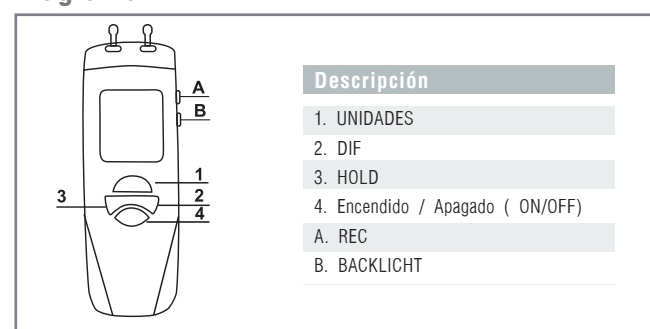 A
B
1
3
2
4
Descripción
1. UNIDADES
2. DIF
3. HOLD
4. Encendido / Apagado ( ON/OFF)
A. REC
B. BACKLICHT